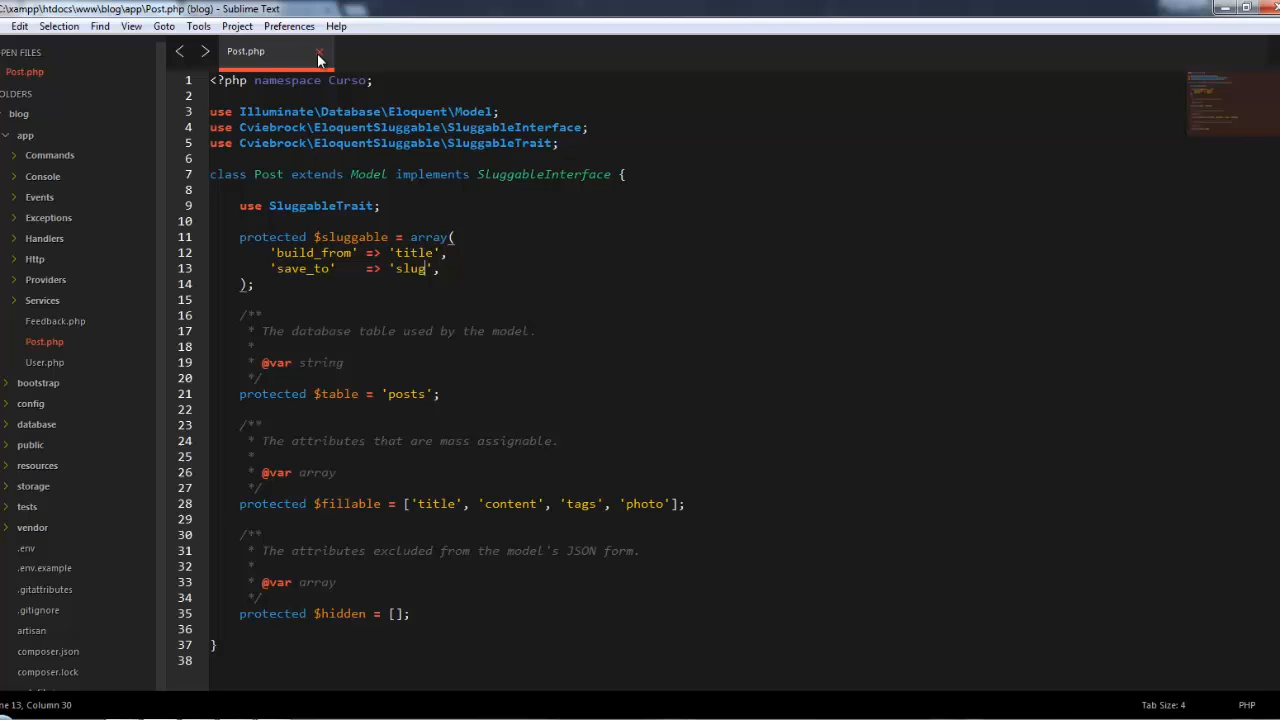 C:\xampp\htdocs\www\blog\app\Post.php (blog) - Sublime Text
Edit Selection Find View Goto Tools Project Preferences Help
PEN FILES
Post.php
OLDERS
blog
app
Commands
Console
Events
Exceptions
Handlers
Http
Providers
Services
Feedback.php
Post.php
User.php
bootstrap
config
database
public
resources
storage
tests
vendor
.env
.env.example
.gitattributes
.gitignore
artisan
composer.json
composer.lock
Post.php
1 <?php namespace Curso;
2
3 use Illuminate\Database\Eloquent\Model;
4 use Cviebrock\EloquentSluggable\SluggableInterface;
5 use Cviebrock\EloquentSluggable\SluggableTrait;
6
7 class Post extends Model implements SluggableInterface {
8
9 use SluggableTrait;
10
11 protected $sluggable = array(
12 'build_from' => 'title',
13 'save_to' => 'slug',
14 );
15
16 /**
17 * The database table used by the model.
18 *
19 * @var string
20 */
21 protected $table = 'posts';
22
23 /**
24 * The attributes that are mass assignable.
25 *
26 * @var array
27 */
28 protected $fillable = ['title', 'content', 'tags', 'photo'];
29
30 /**
31 * The attributes excluded from the model's JSON form.
32 *
33 * @var array
34 */
35 protected $hidden = [];
36
37 }
38
ne 13, Column 30
Tab Size: 4
PHP